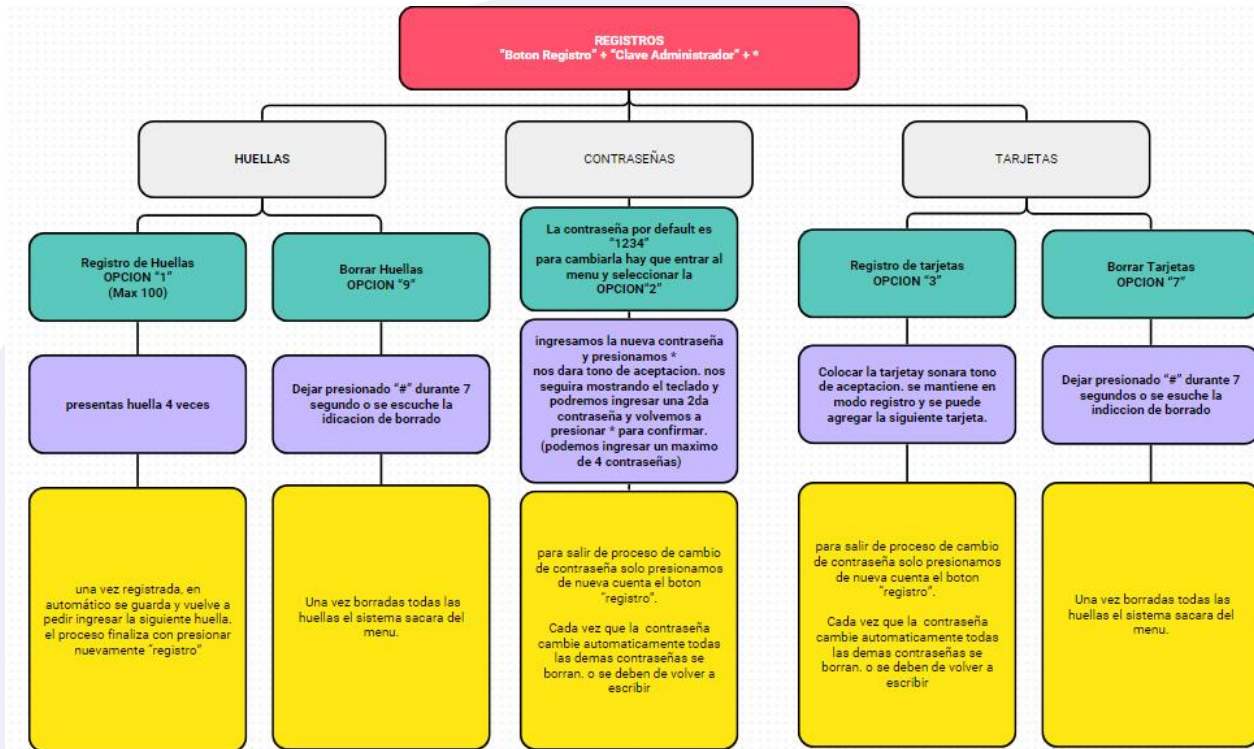 REGISTROS
"Boton Registro" + "Clave Administrador" + *
HUELLAS
CONTRASEÑAS
TARJETAS
Registro de Huellas
OPCION "1"
(Max 100)
Borrar Huellas
OPCION "9"
La contraseña por default es
"1234"
para cambiarla hay que entrar al
menu y seleccionar la
OPCION"2"
Registro de tarjetas
OPCION "3"
Borrar Tarjetas
OPCION "7"
presentas huella 4 veces
Dejar presionado "#" durante 7
segundo o se escuche la
idicacion de borrado
ingresamos la nueva contraseña
y presionamos *
nos dara tono de aceptacion. nos
seguira mostrando el teclado y
podremos ingresar una 2da
contraseña y volvemos a
presionar * para confirmar.
(podemos ingresar un maximo
de 4 contraseñas)
Colocar la tarjetay sonara tono
de aceptacion. se mantiene en
modo registro y se puede
agregar la siguiente tarjeta.
Dejar presionado "#" durante 7
segundos o se esuche la
indiccion de borrado
una vez registrada, en
automático se guarda y vuelve a
pedir ingresar la siguiente huella.
el proceso finaliza con presionar
nuevamente "registro"
Una vez borradas todas las
huellas el sistema sacara del
menu.
para salir de proceso de cambio
de contraseña solo presionamos
de nueva cuenta el boton
"registro".
Cada vez que la contraseña
cambie automaticamente todas
las demas contraseñas se
borran. o se deben de volver a
escribir
para salir de proceso de cambio
de contraseña solo presionamos
de nueva cuenta el boton
"registro".
Cada vez que la contraseña
cambie automaticamente todas
las demas contraseñas se
borran. o se deben de volver a
escribir
Una vez borradas todas las
huellas el sistema sacara del
menu.